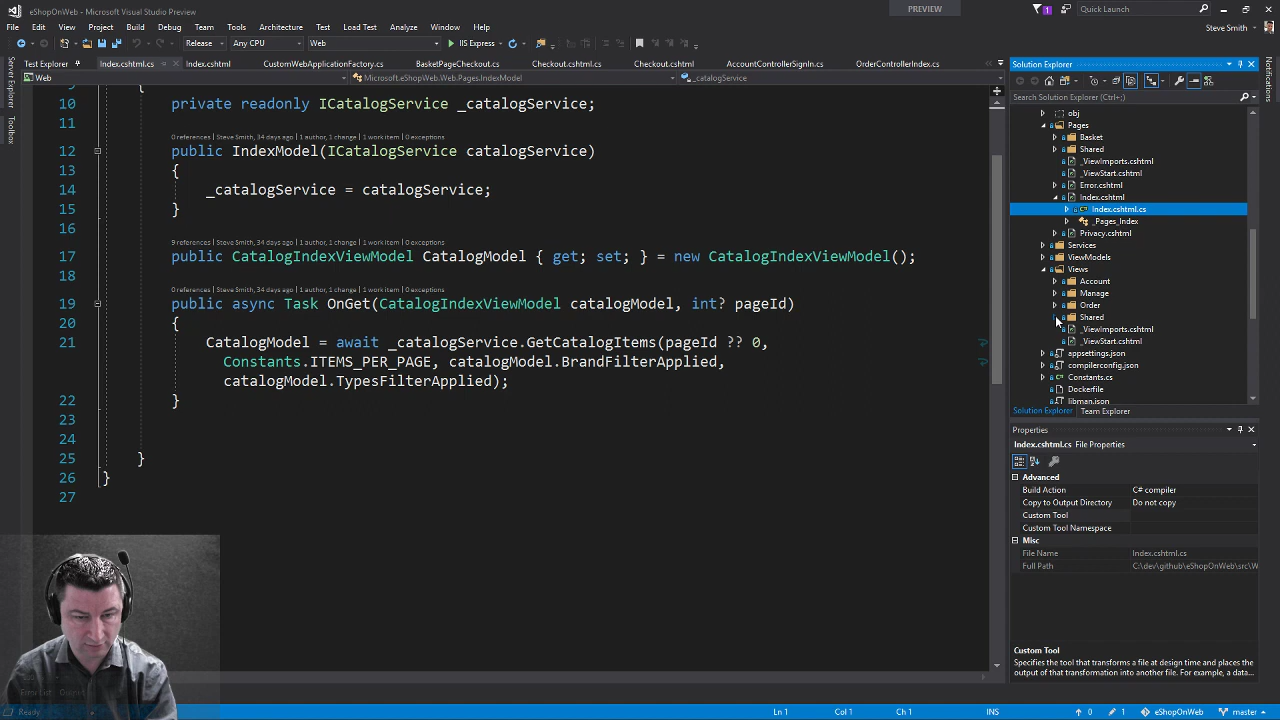 eShopOnWeb - Microsoft Visual Studio Preview
PREVIEW
1
Quick Launch
File Edit View Project Build Debug Team Tools Architecture Test Load Test Analyze Window Help
Steve Smith
Release Any CPU Web IIS Express
Test Explorer Index.cshtml.cs Index.cshtml CustomWebApplicationFactory.cs BasketPageCheckout.cs Checkout.cshtml.cs Checkout.cshtml AccountControllerSignIn.cs OrderControllerIndex.cs
Web Microsoft.eShopWeb.Web.Pages.IndexModel _catalogService
Server Explorer
Toolbox
9 {
10 private readonly ICatalogService _catalogService;
11
0 references | Steve Smith, 34 days ago | 1 author, 1 change | 1 work item | 0 exceptions
12 public IndexModel(ICatalogService catalogService)
13 {
14 _catalogService = catalogService;
15 }
16
9 references | Steve Smith, 34 days ago | 1 author, 1 change | 1 work item | 0 exceptions
17 public CatalogIndexViewModel CatalogModel { get; set; } = new CatalogIndexViewModel();
18
0 references | Steve Smith, 34 days ago | 1 author, 1 change | 1 work item | 0 exceptions
19 public async Task OnGet(CatalogIndexViewModel catalogModel, int? pageId)
20 {
21 CatalogModel = await _catalogService.GetCatalogItems(pageId ?? 0,
Constants.ITEMS_PER_PAGE, catalogModel.BrandFilterApplied,
catalogModel.TypesFilterApplied);
22 }
23
24
25 }
26 }
27
Solution Explorer
Search Solution Explorer (Ctrl+;)
obj
Pages
Basket
Shared
_ViewImports.cshtml
_ViewStart.cshtml
Error.cshtml
Index.cshtml
Index.cshtml.cs
_Pages_Index
Privacy.cshtml
Services
ViewModels
Views
Account
Manage
Order
Shared
_ViewImports.cshtml
_ViewStart.cshtml
appsettings.json
compilerconfig.json
Constants.cs
Dockerfile
libman.json
Solution Explorer Team Explorer
Notifications
Properties
Index.cshtml.cs File Properties
Advanced
Build Action C# compiler
Copy to Output Directory Do not copy
Custom Tool
Custom Tool Namespace
Misc
File Name Index.cshtml.cs
Full Path C:\dev\github\eShopOnWeb\src\W
Custom Tool
Specifies the tool that transforms a file at design time and places the
output of that transformation into another file. For example, a data...
Error List Output
Ready Ln 1 Col 1 Ch 1 INS 0 1 eShopOnWeb master